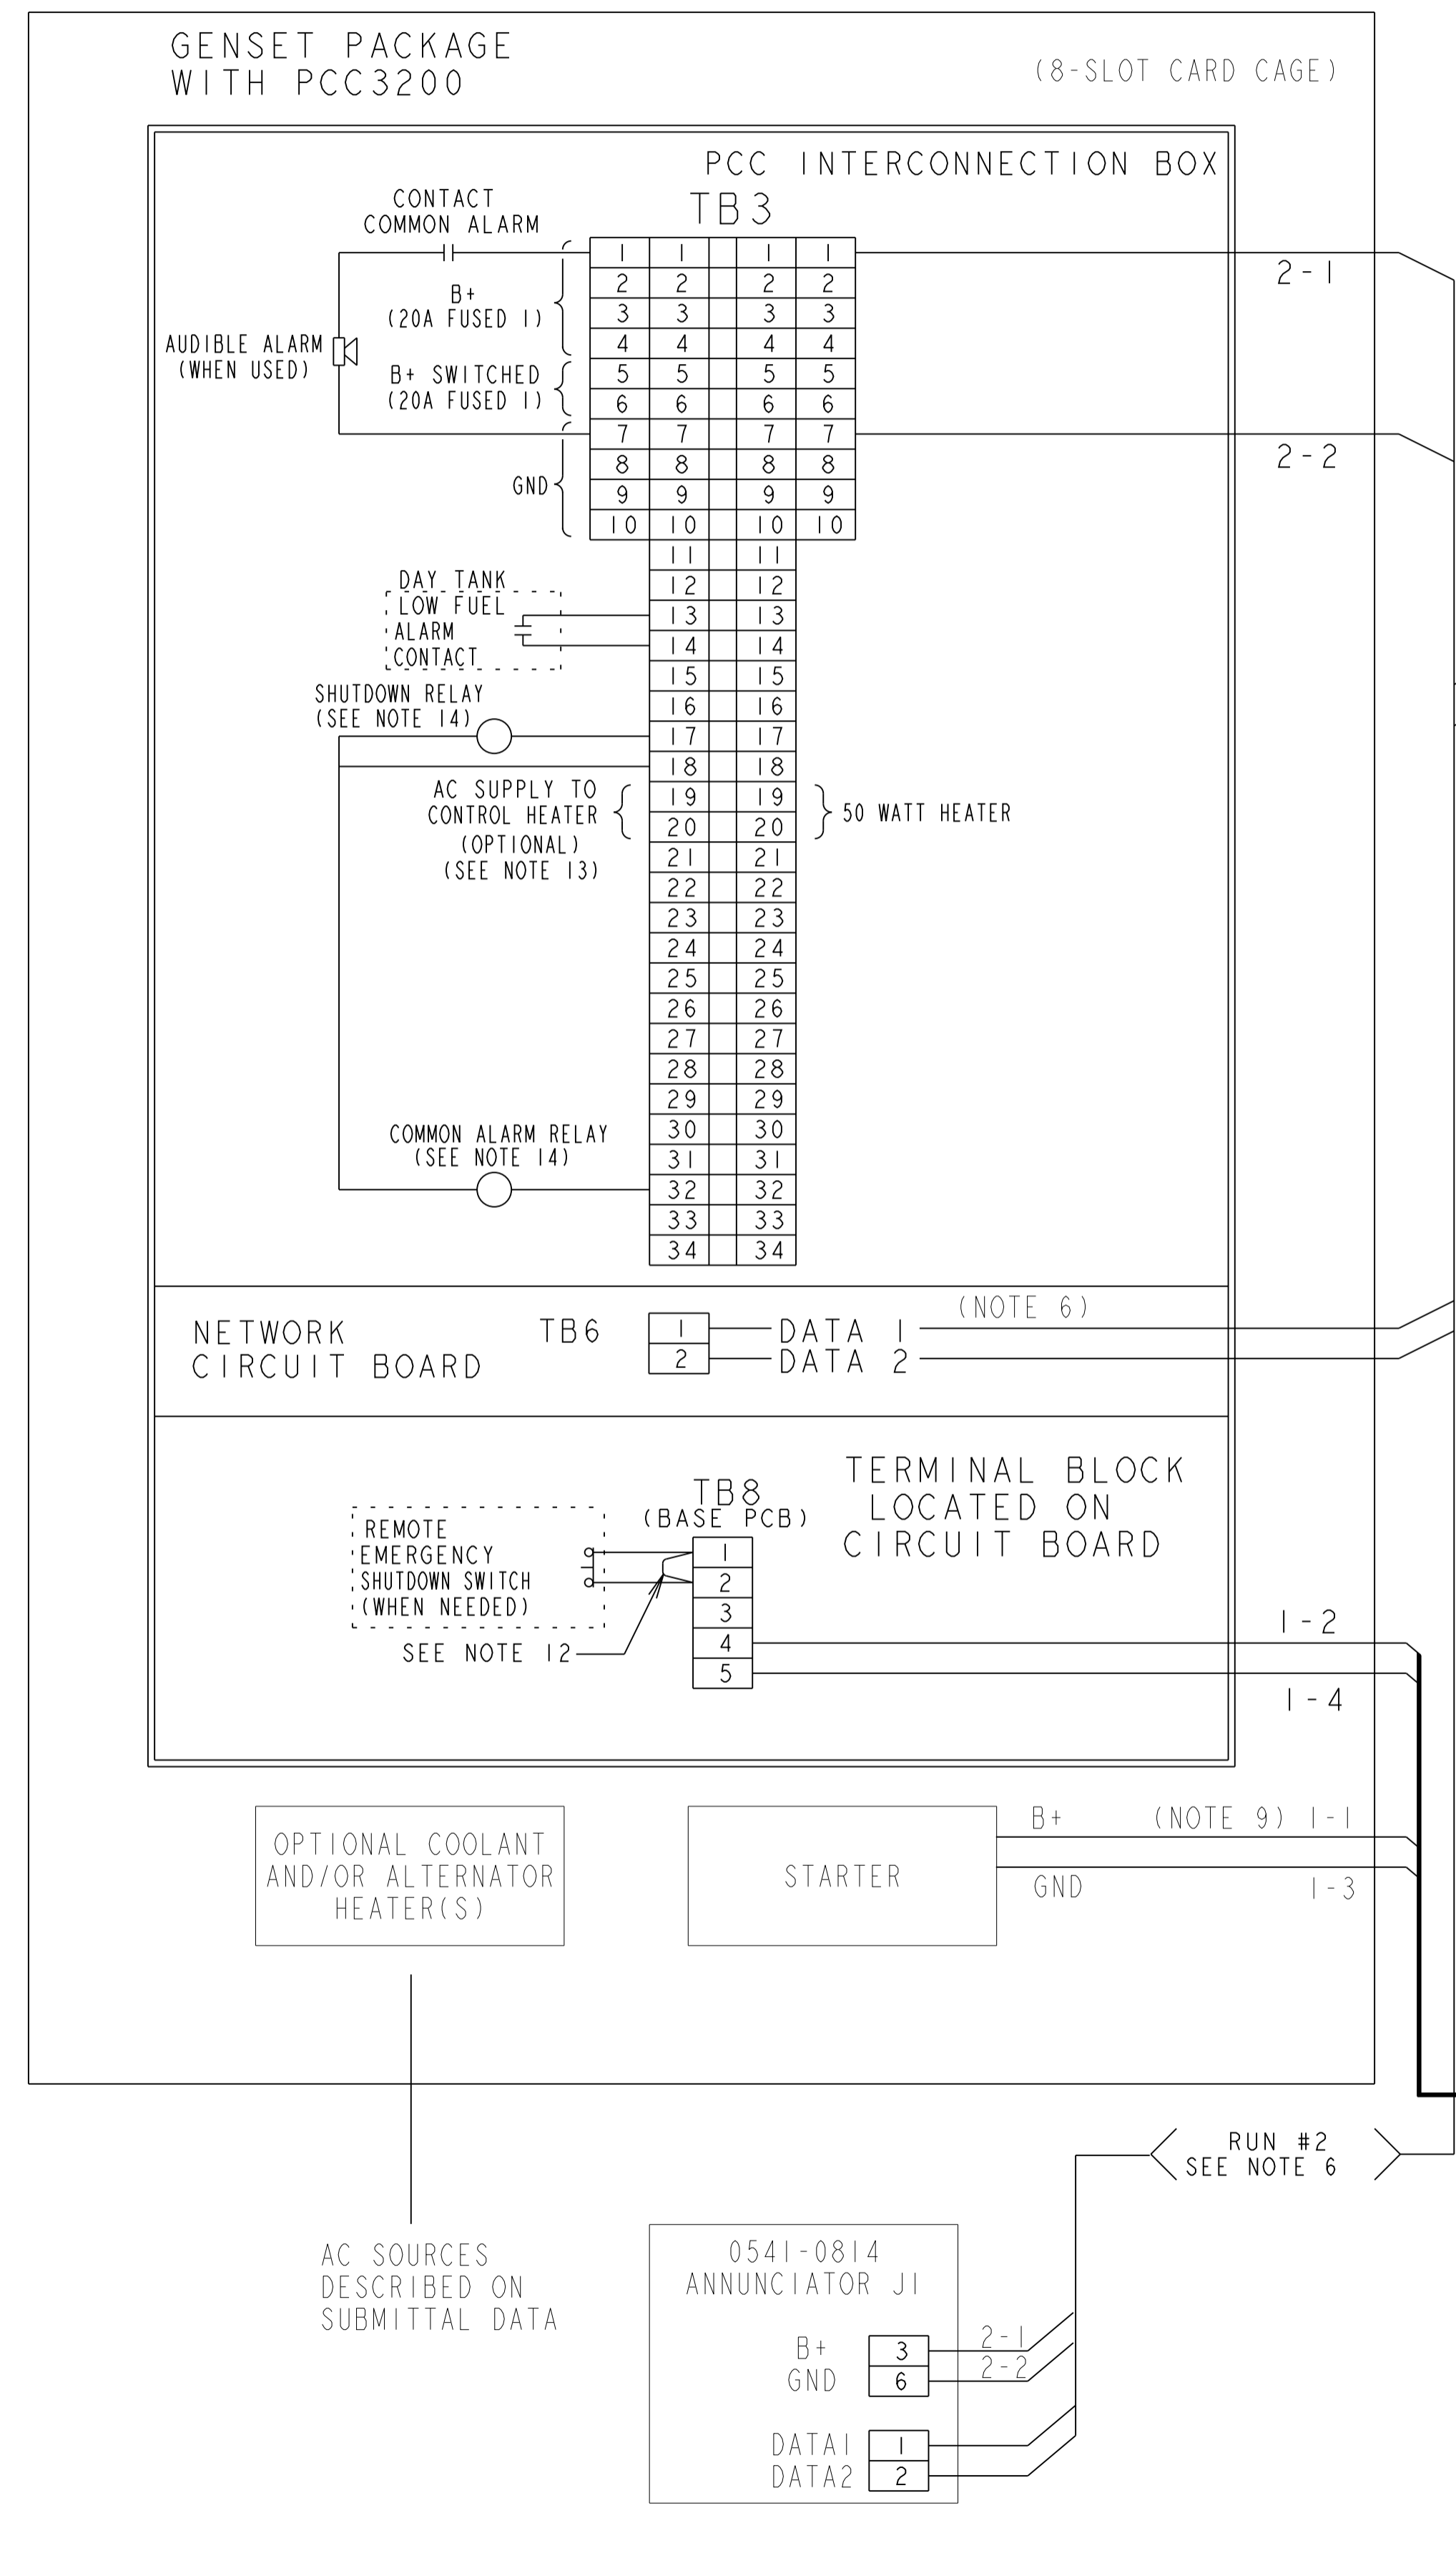 GENSET PACKAGE
WITH PCC3200
(8-SLOT CARD CAGE)
PCC INTERCONNECTION BOX
TB3
CONTACT
COMMON ALARM
B+
(20A FUSED 1)
AUDIBLE ALARM
(WHEN USED)
B+ SWITCHED
(20A FUSED 1)
GND
1 1 1 1
2 2 2 2
3 3 3 3
4 4 4 4
5 5 5 5
6 6 6 6
7 7 7 7
8 8 8 8
9 9 9 9
10 10 10 10
11 11
12 12
13 13
14 14
15 15
16 16
17 17
18 18
19 19
20 20
21 21
22 22
23 23
24 24
25 25
26 26
27 27
28 28
29 29
30 30
31 31
32 32
33 33
34 34
2-1
2-2
DAY TANK
LOW FUEL
ALARM
CONTACT
SHUTDOWN RELAY
(SEE NOTE 14)
AC SUPPLY TO
CONTROL HEATER
(OPTIONAL)
(SEE NOTE 13)
50 WATT HEATER
COMMON ALARM RELAY
(SEE NOTE 14)
NETWORK
CIRCUIT BOARD
TB6
1
2
DATA 1
DATA 2
(NOTE 6)
TB8
(BASE PCB)
TERMINAL BLOCK
LOCATED ON
CIRCUIT BOARD
REMOTE
EMERGENCY
SHUTDOWN SWITCH
(WHEN NEEDED)
SEE NOTE 12
1
2
3
4
5
1-2
1-4
OPTIONAL COOLANT
AND/OR ALTERNATOR
HEATER(S)
STARTER
B+ (NOTE 9) 1-1
GND 1-3
RUN #2
SEE NOTE 6
AC SOURCES
DESCRIBED ON
SUBMITTAL DATA
0541-0814
ANNUNCIATOR J1
B+ 3 2-1
GND 6 2-2
DATA1 1
DATA2 2